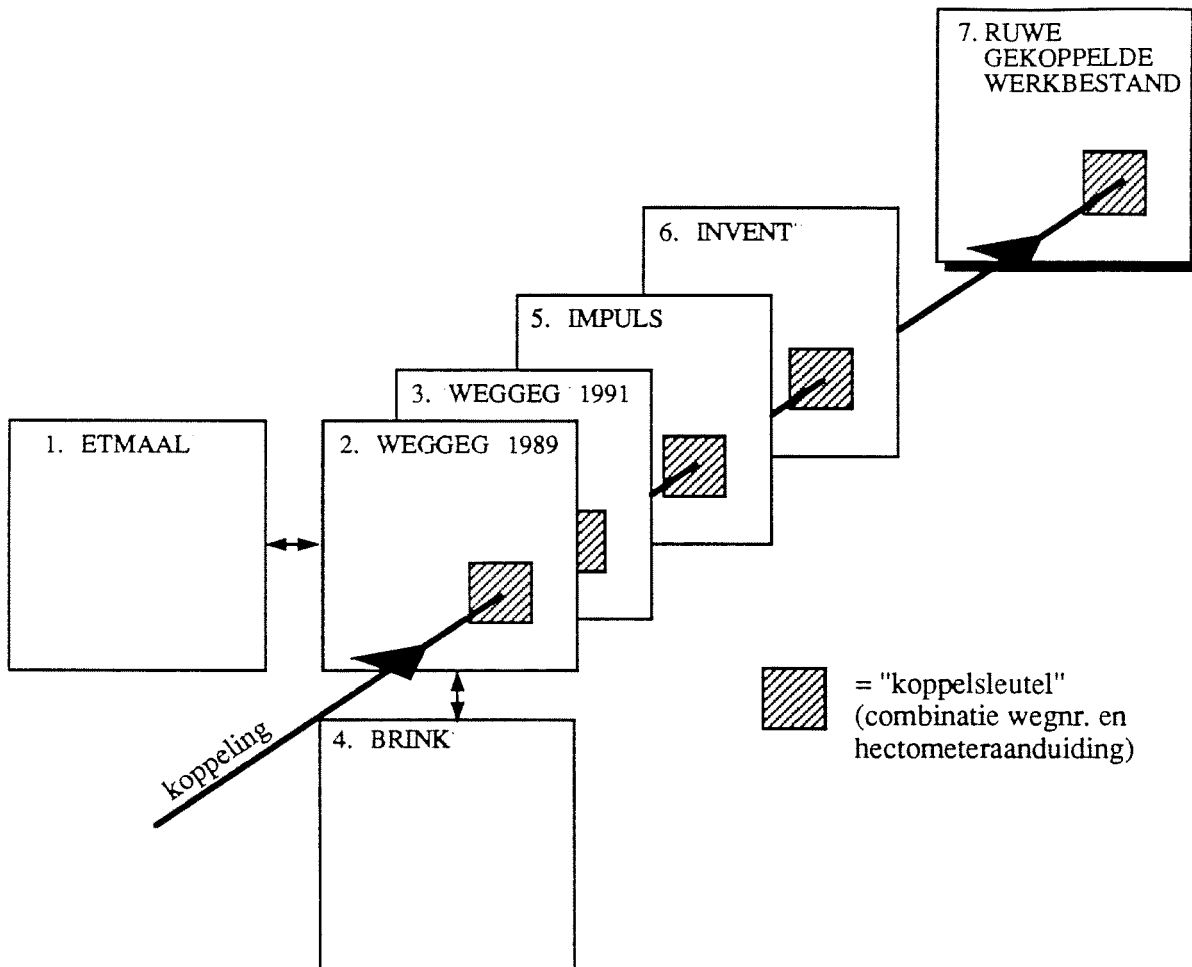 7. RUWE
GEKOPPELDE
WERKBESTAND
6. INVENT
5. IMPULS
3. WEGGEG 1991
1. ETMAAL
2. WEGGEG 1989
= "koppelsleutel"
(combinatie wegnr. en
hectometeraanduiding)
koppeling
4. BRINK